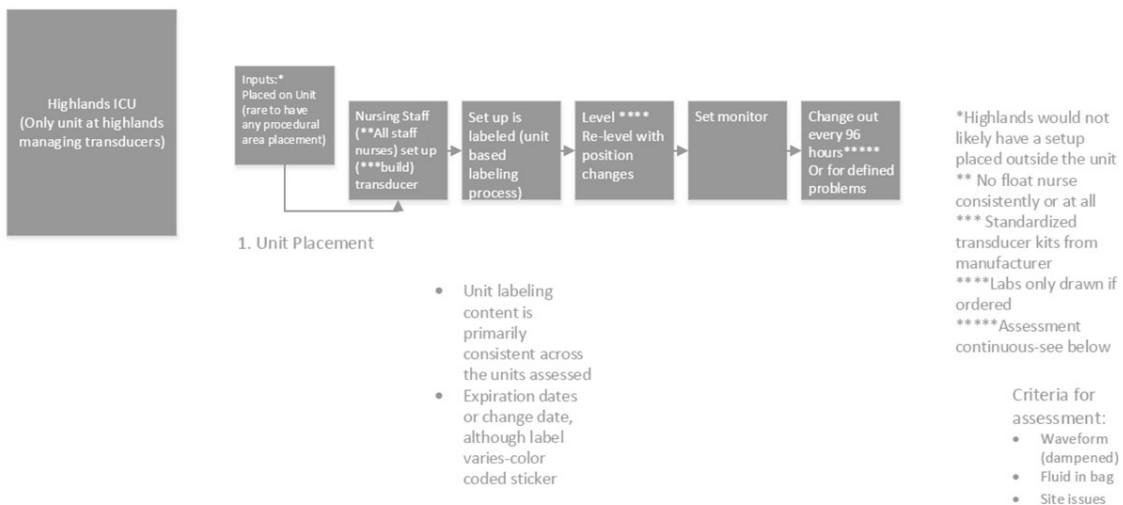 Highlands ICU
(Only unit at highlands
managing transducers)
Inputs:*
Placed on Unit
(rare to have
any procedural
area placement)
Nursing Staff
(**All staff
nurses) set up
(***build)
transducer
Set up is
labeled (unit
based
labeling
process)
Level ****
Re-level with
position
changes
Set monitor
Change out
every 96
hours*****
Or for defined
problems
1. Unit Placement
• Unit labeling
content is
primarily
consistent across
the units assessed
• Expiration dates
or change date,
although label
varies-color
coded sticker
*Highlands would not
likely have a setup
placed outside the unit
** No float nurse
consistently or at all
*** Standardized
transducer kits from
manufacturer
****Labs only drawn if
ordered
*****Assessment
continuous-see below
Criteria for
assessment:
• Waveform
(dampened)
• Fluid in bag
• Site issues